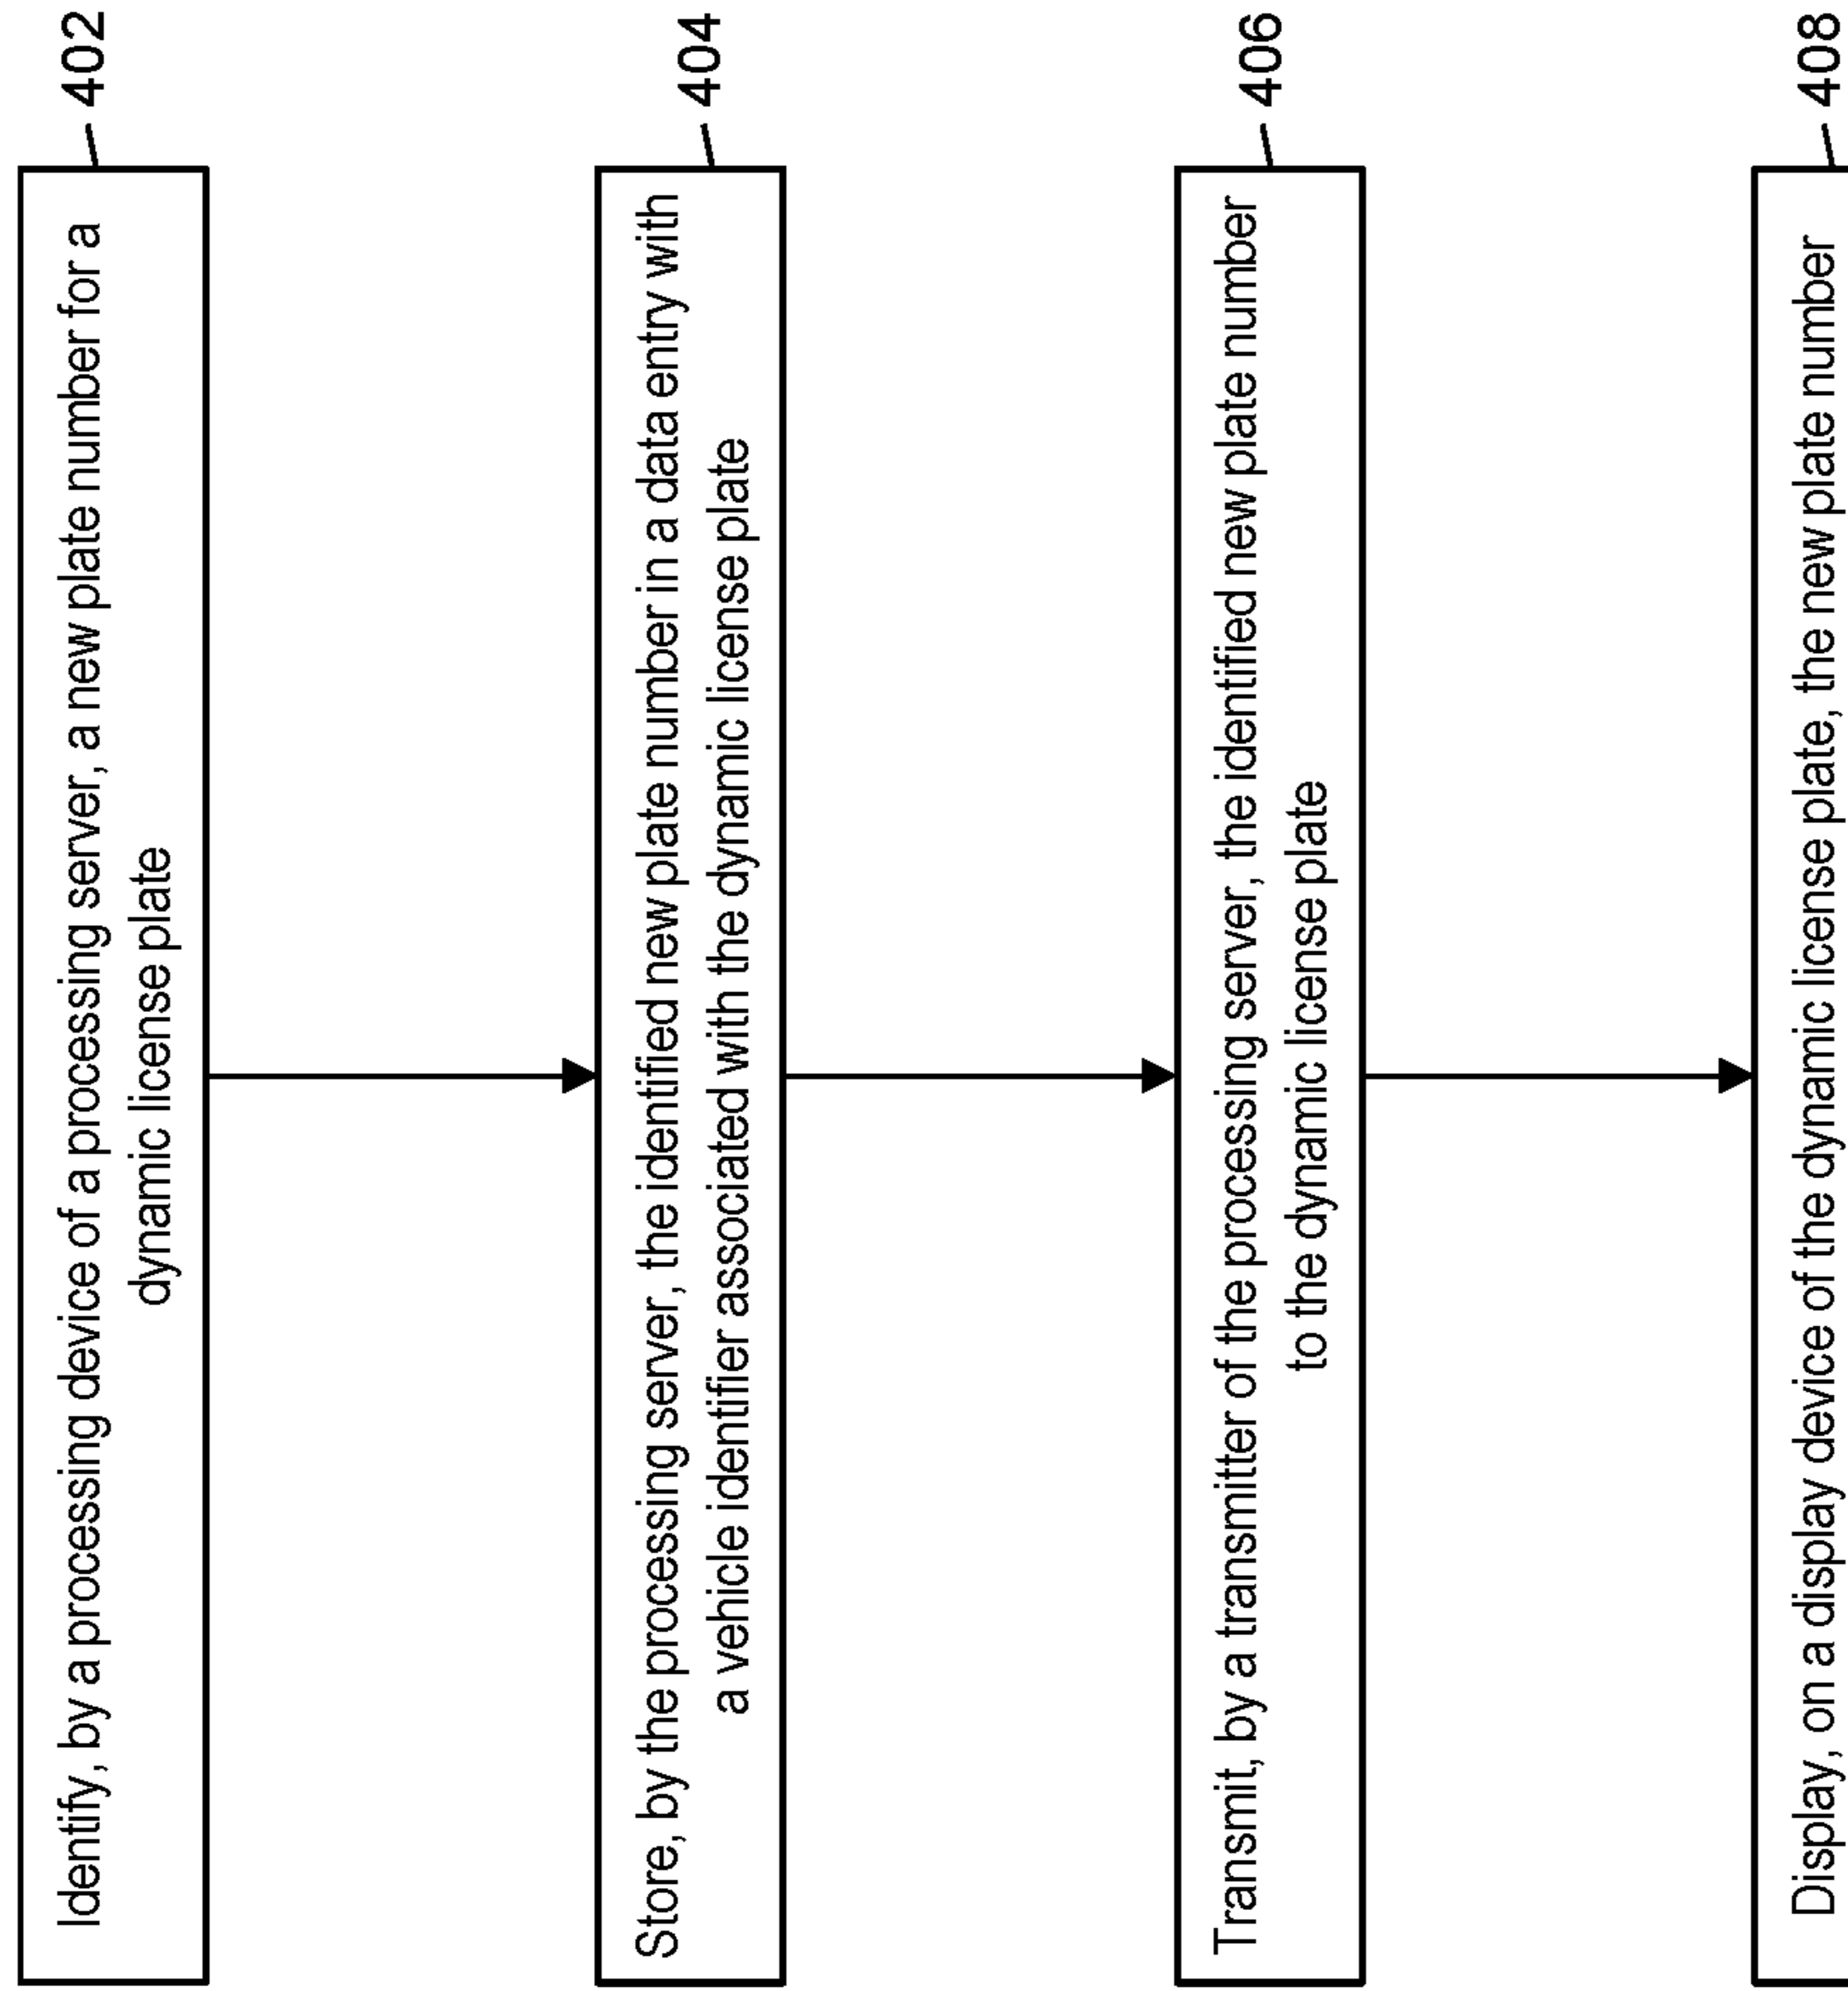 402
Identify, by a processing device of a processing server, a new plate number for a
dynamic license plate
404
Store, by the processing server, the identified new plate number in a data entry with
a vehicle identifier associated with the dynamic license plate
406
Transmit, by a transmitter of the processing server, the identified new plate number
to the dynamic license plate
408
Display, on a display device of the dynamic license plate, the new plate number